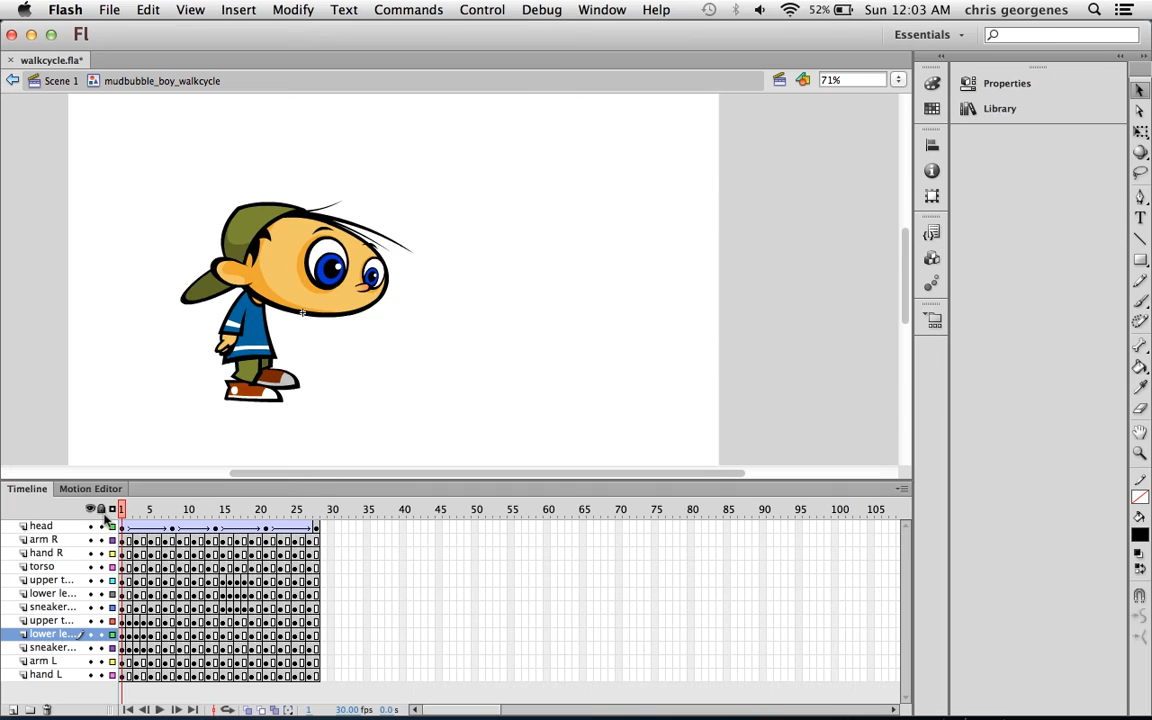 Flash File Edit View Insert Modify Text Commands Control Debug Window Help 52% Sun 12:03 AM chris georgenes
Fl Essentials
walkcycle.fla*
Scene 1 mudbubble_boy_walkcycle 71%
Properties
Library
T
Timeline Motion Editor
1 5 10 15 20 25 30 35 40 45 50 55 60 65 70 75 80 85 90 95 100 105
head
arm R
hand R
torso
upper t...
lower le...
sneaker...
upper t...
lower le...
sneaker...
arm L
hand L
1 30.00 fps 0.0 s